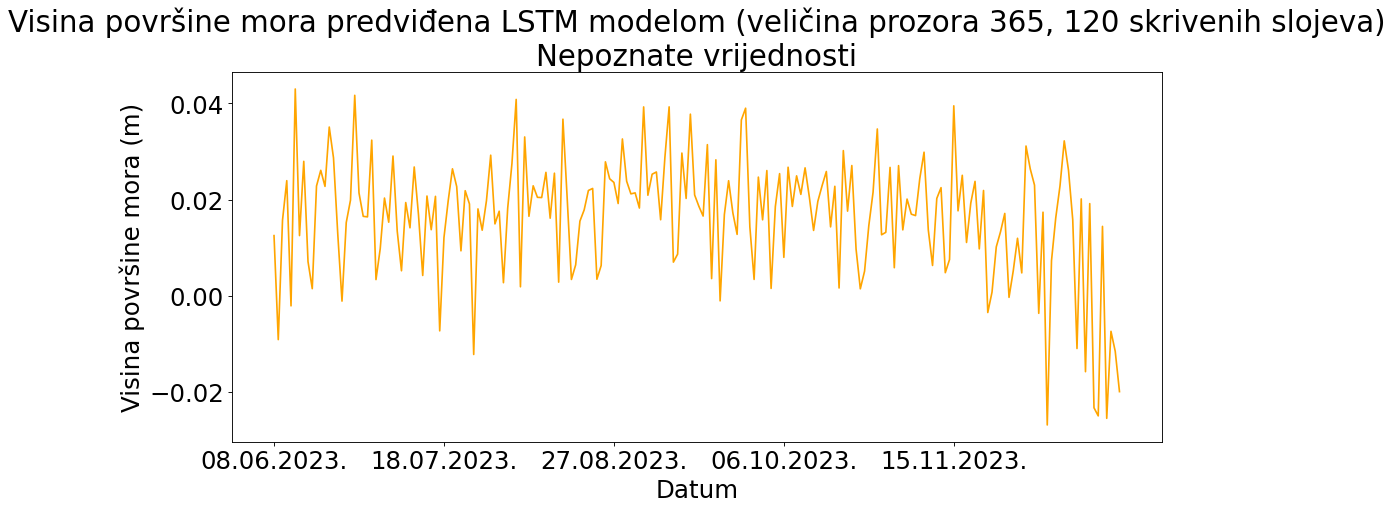 Visina površine mora predviđena LSTM modelom (veličina prozora 365, 120 skrivenih slojeva)
Nepoznate vrijednosti
Visina površine mora (m)
0.04
0.02
0.00
−0.02
08.06.2023. 18.07.2023. 27.08.2023. 06.10.2023. 15.11.2023.
Datum